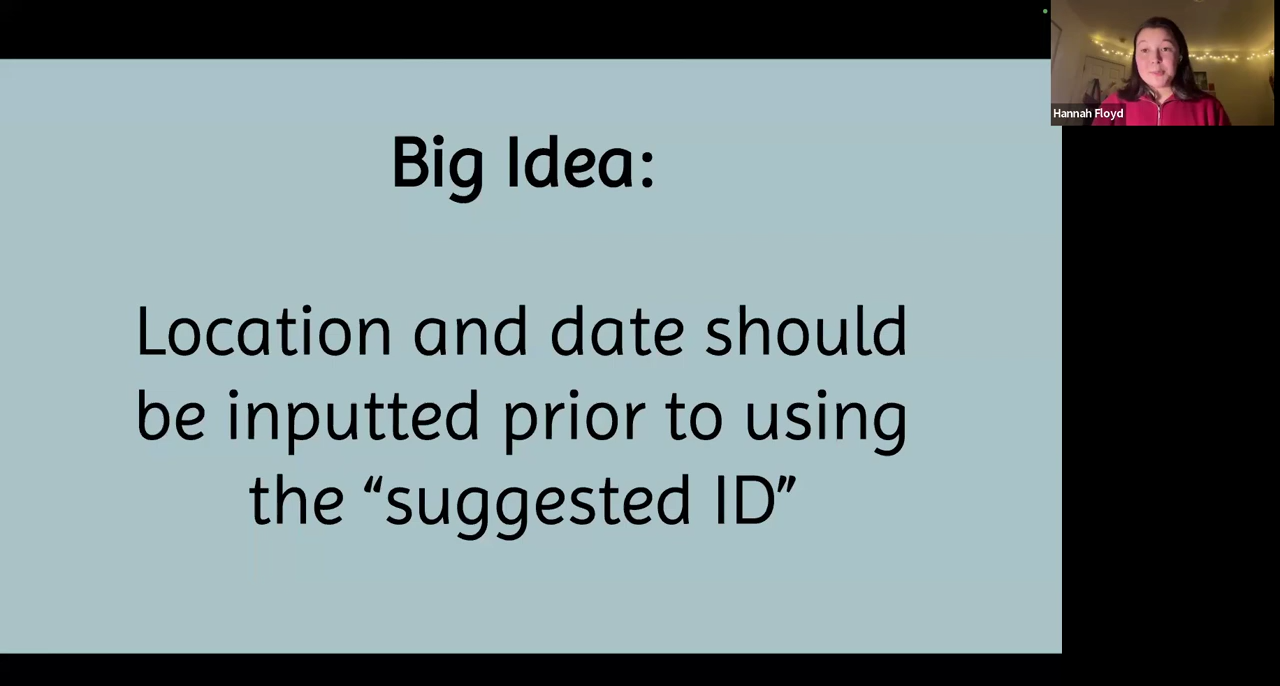 Big Idea:
Location and date should
be inputted prior to using
the “suggested ID”
Hannah Floyd